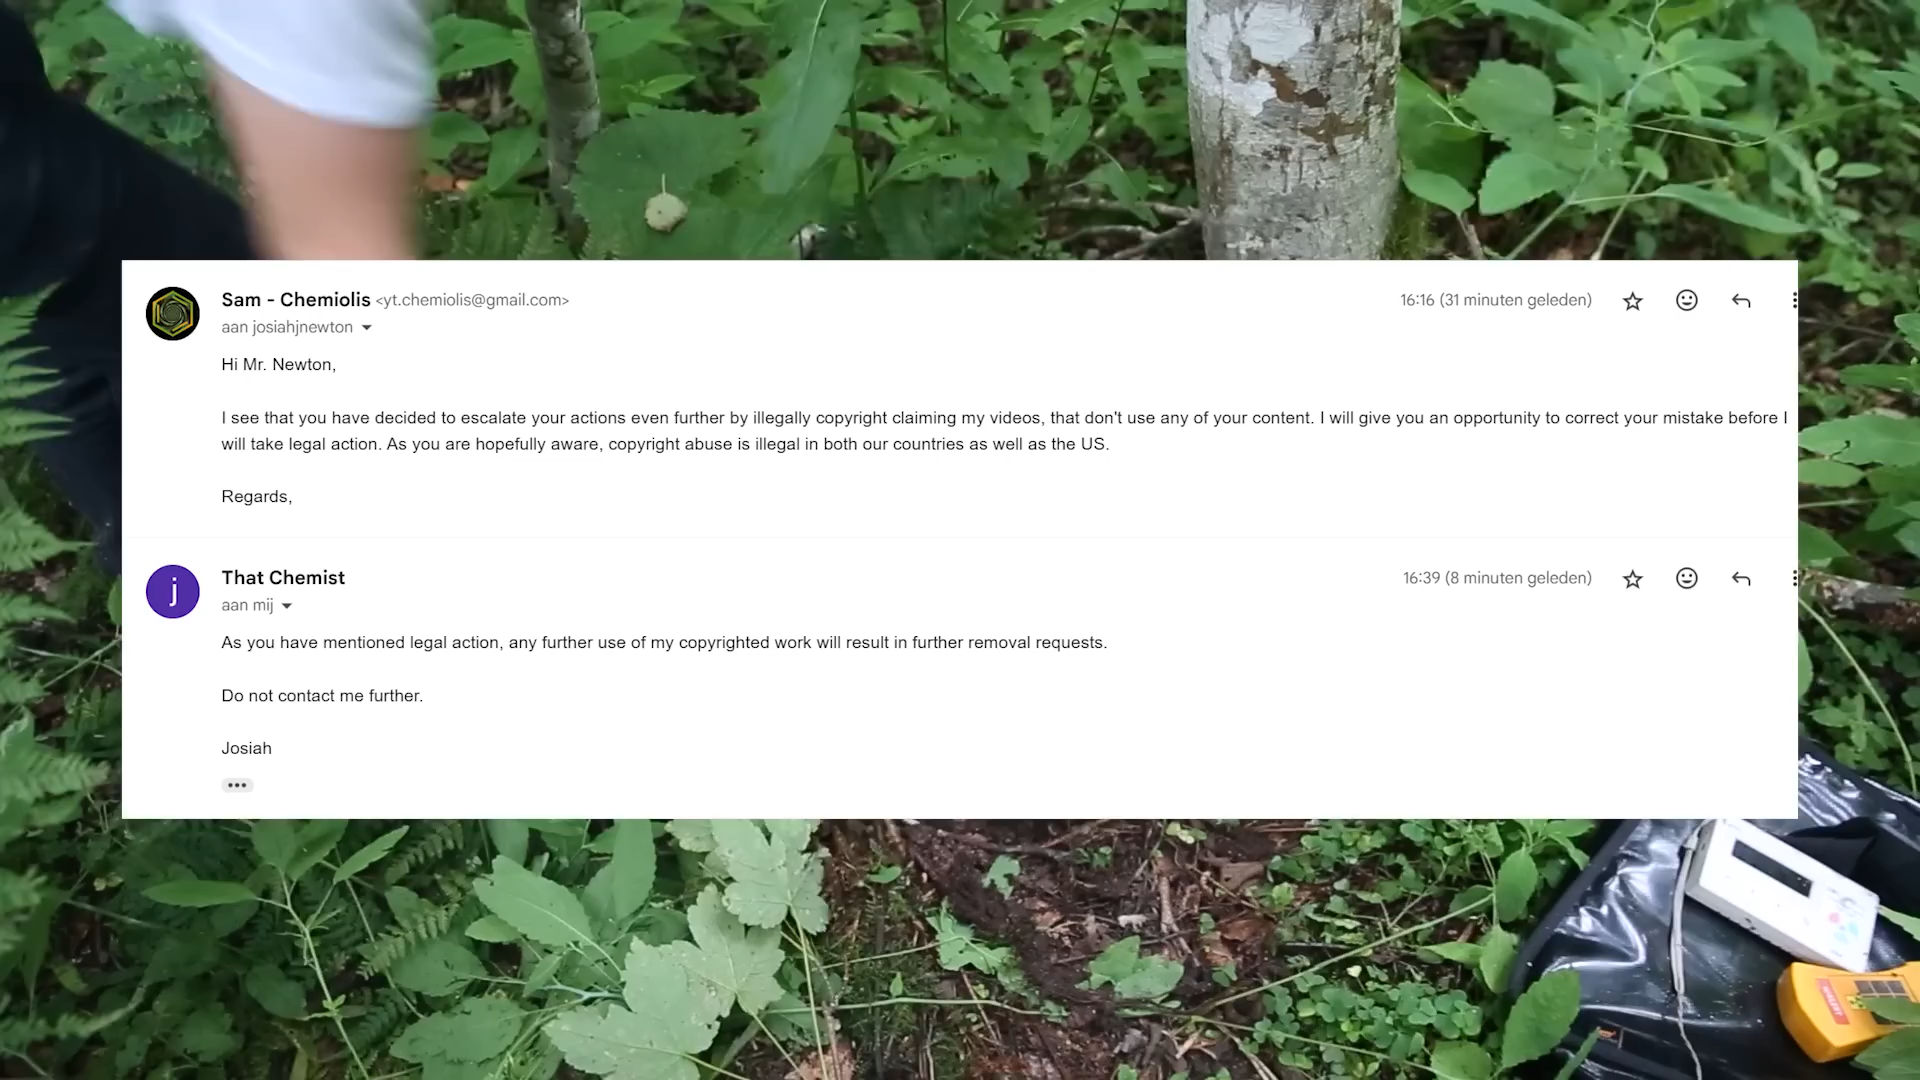 Sam - Chemiolis <yt.chemiolis@gmail.com>
16:16 (31 minuten geleden)
aan josiahjnewton
Hi Mr. Newton,
I see that you have decided to escalate your actions even further by illegally copyright claiming my videos, that don't use any of your content. I will give you an opportunity to correct your mistake before I
will take legal action. As you are hopefully aware, copyright abuse is illegal in both our countries as well as the US.
Regards,
j
That Chemist
16:39 (8 minuten geleden)
aan mij
As you have mentioned legal action, any further use of my copyrighted work will result in further removal requests.
Do not contact me further.
Josiah